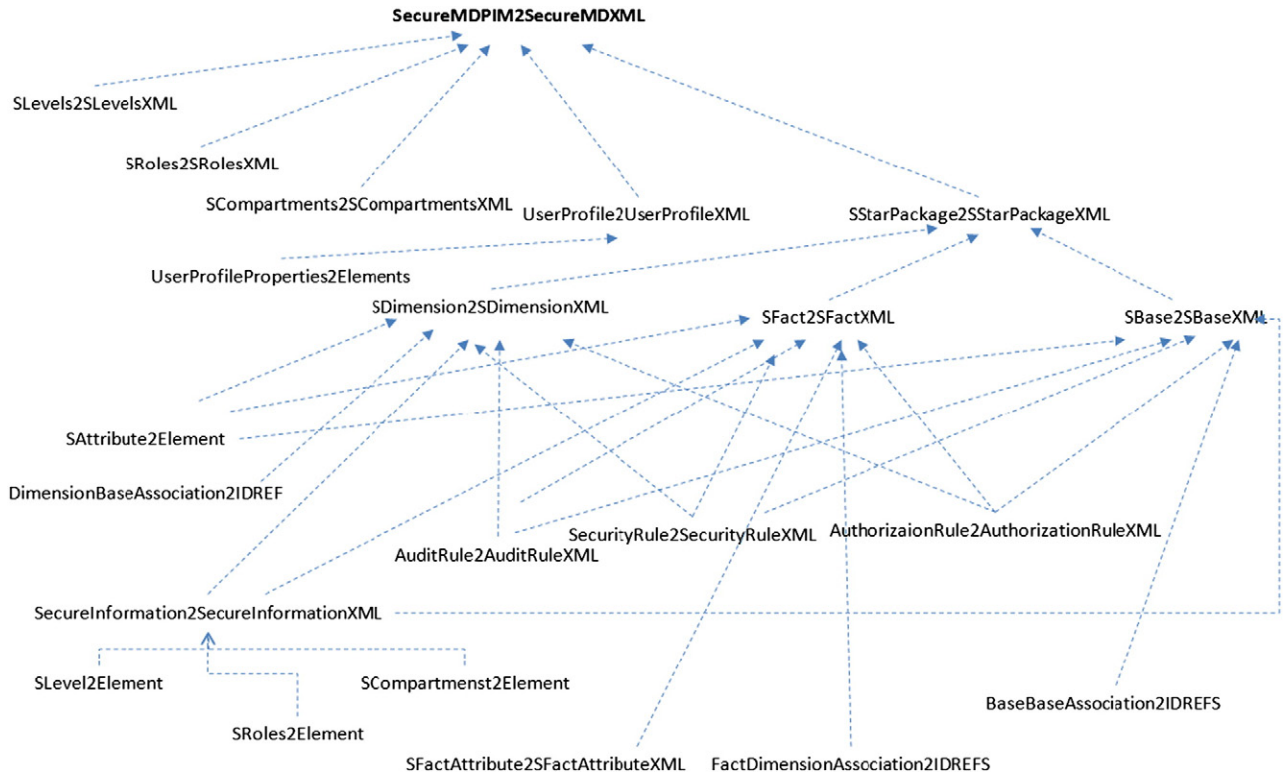 SecureMDPIM2SecureMDXML
SLevels2SLevelsXML
SRoles2SRolesXML
SCompartments2SCompartmentsXML
UserProfile2UserProfileXML
SStarPackage2SStarPackageXML
UserProfileProperties2Elements
SDimension2SDimensionXML
SFact2SFactXML
SBase2SBaseXML
SAttribute2Element
DimensionBaseAssociation2IDREF
AuditRule2AuditRuleXML
SecurityRule2SecurityRuleXML
AuthorizaionRule2AuthorizationRuleXML
SecureInformation2SecureInformationXML
SLevel2Element
SCompartmenst2Element
SRoles2Element
BaseBaseAssociation2IDREFS
SFactAttribute2SFactAttributeXML
FactDimensionAssociation2IDREFS